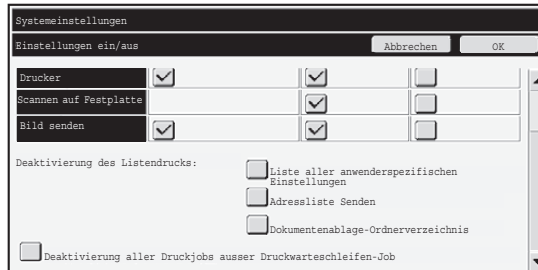 Systemeinstellungen
Einstellungen ein/aus
Abbrechen
OK
Drucker
Scannen auf Festplatte
Bild senden
Deaktivierung des Listendrucks:
Liste aller anwenderspezifischen
Einstellungen
Adressliste Senden
Dokumentenablage-Ordnerverzeichnis
Deaktivierung aller Druckjobs ausser Druckwarteschleifen-Job